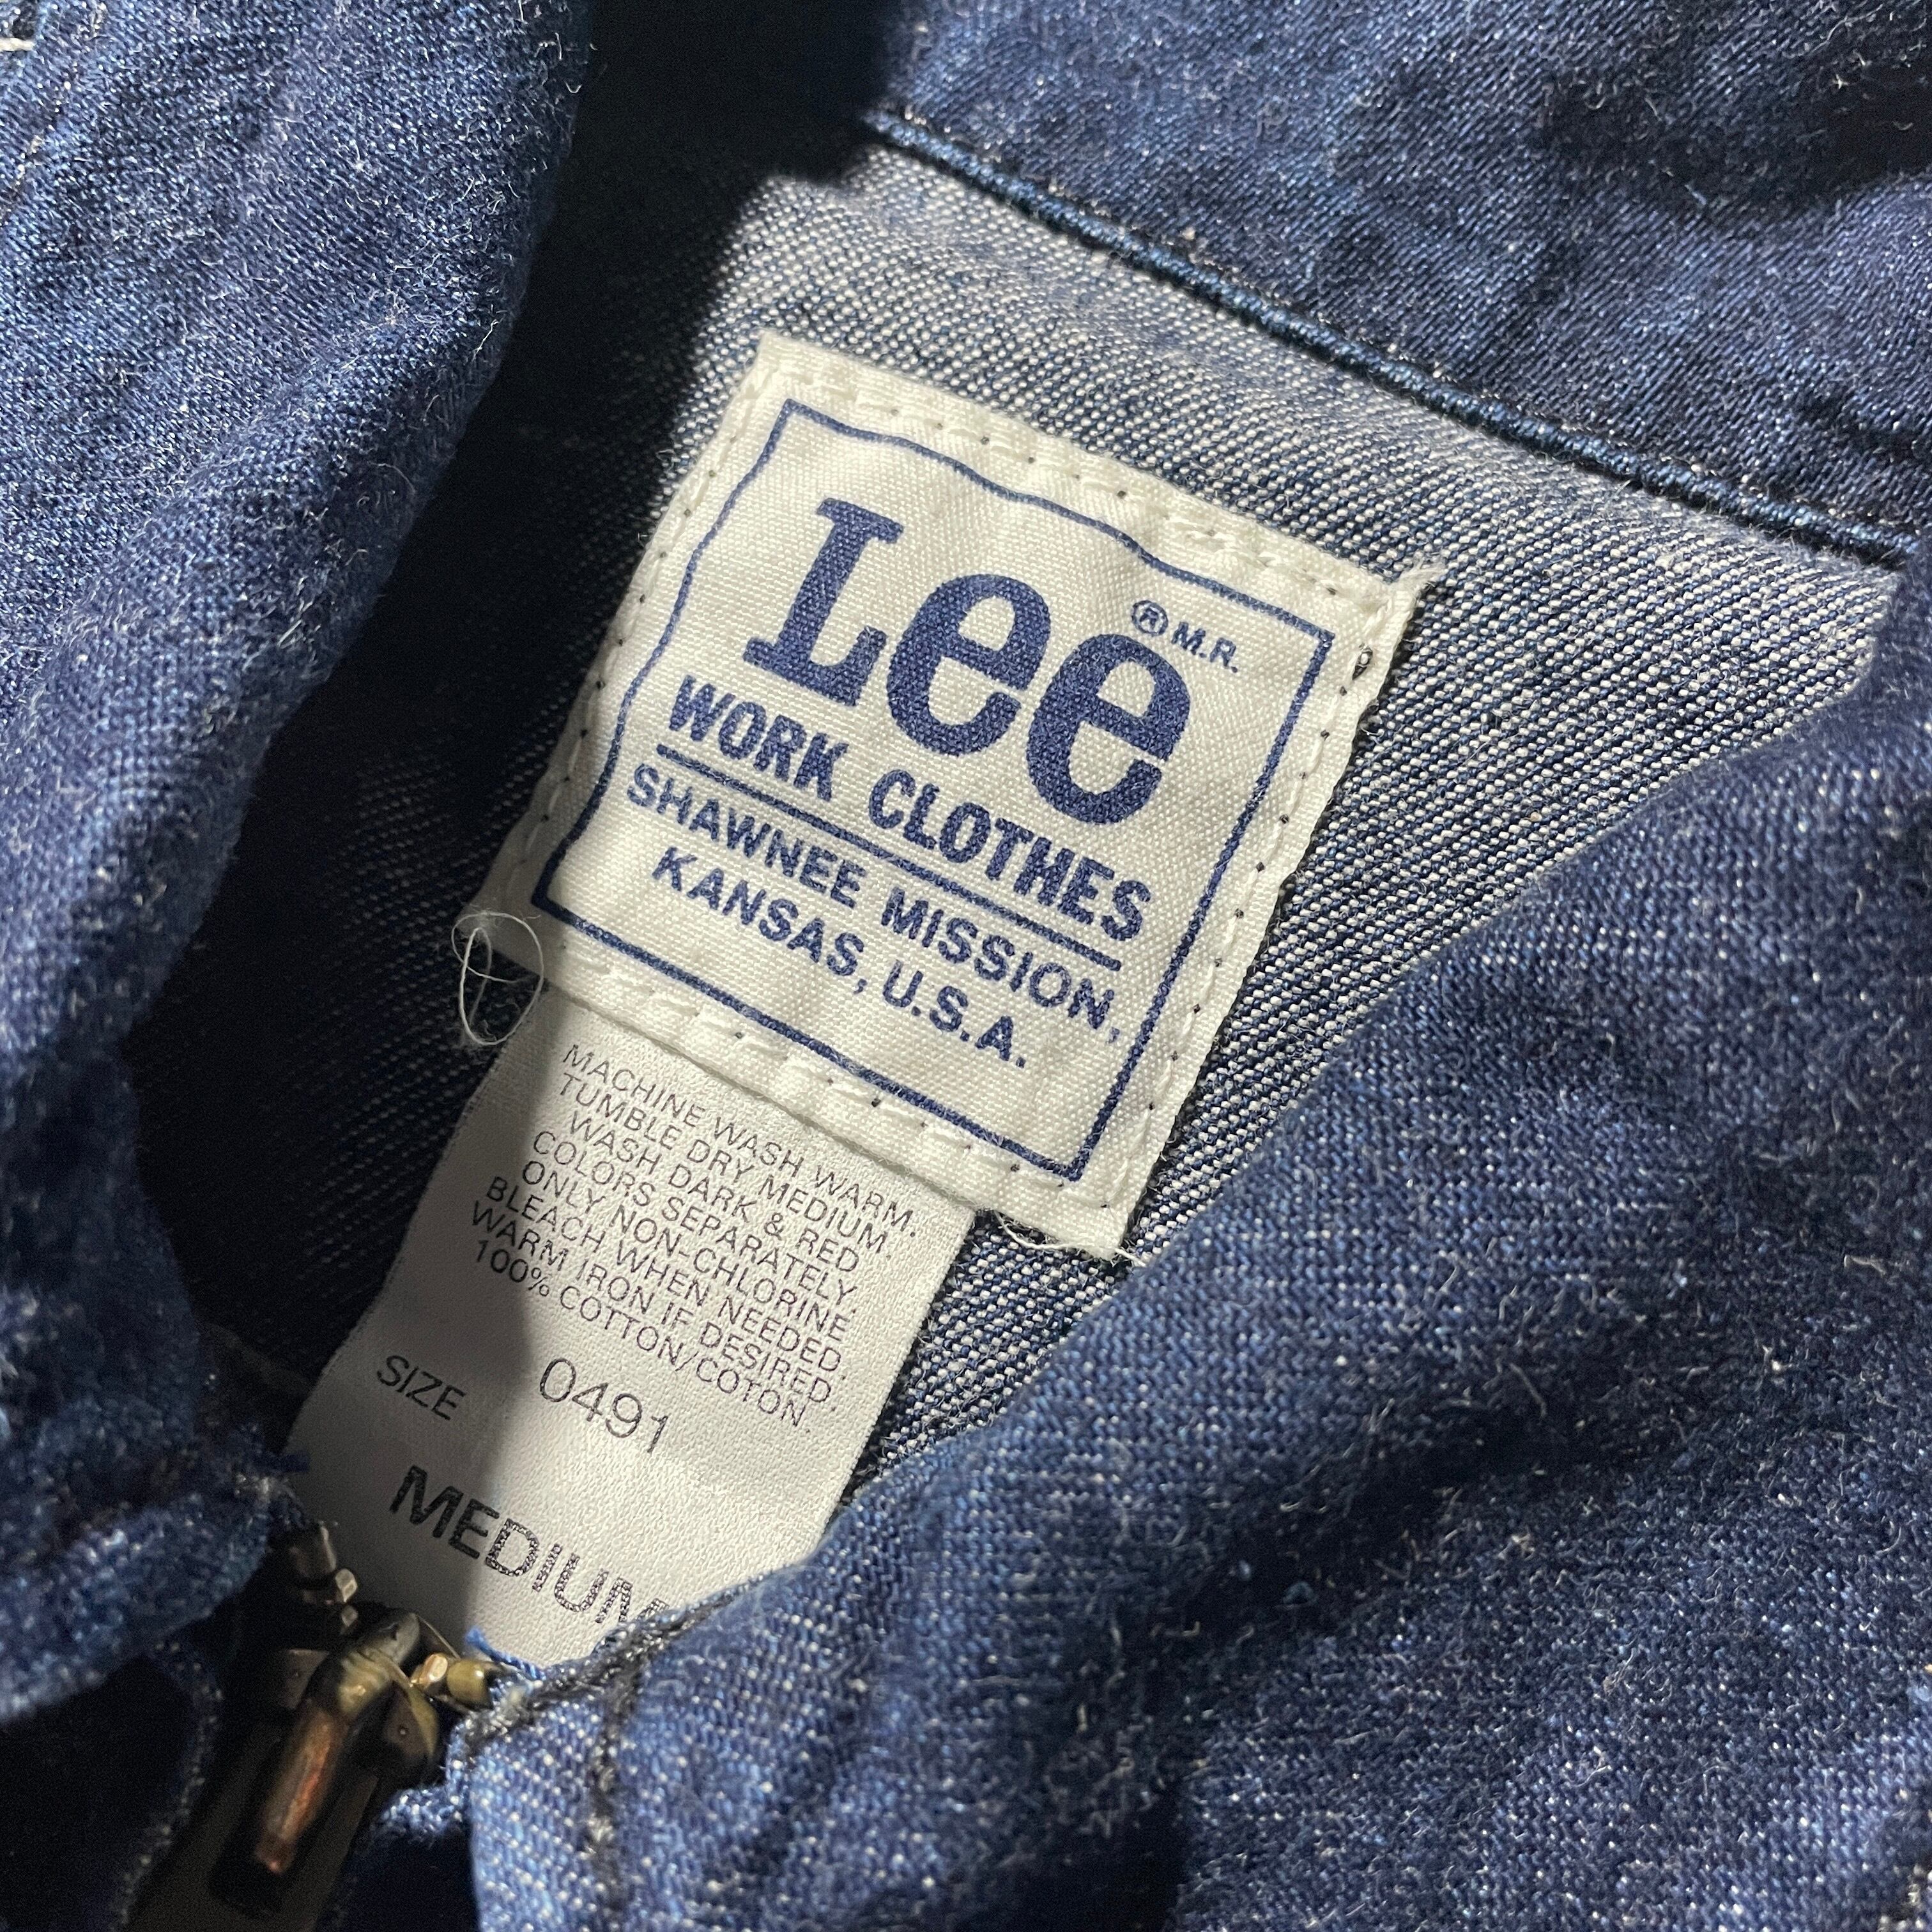 Lee ® M.R.
WORK CLOTHES
SHAWNEE MISSION,
KANSAS, U.S.A.
MACHINE WASH WARM.
TUMBLE DRY MEDIUM.
WASH DARK & RED
COLORS SEPARATELY.
ONLY NON-CHLORINE
BLEACH WHEN NEEDED.
WARM IRON IF DESIRED.
100% COTTON/COTON
SIZE 0491
MEDIUM